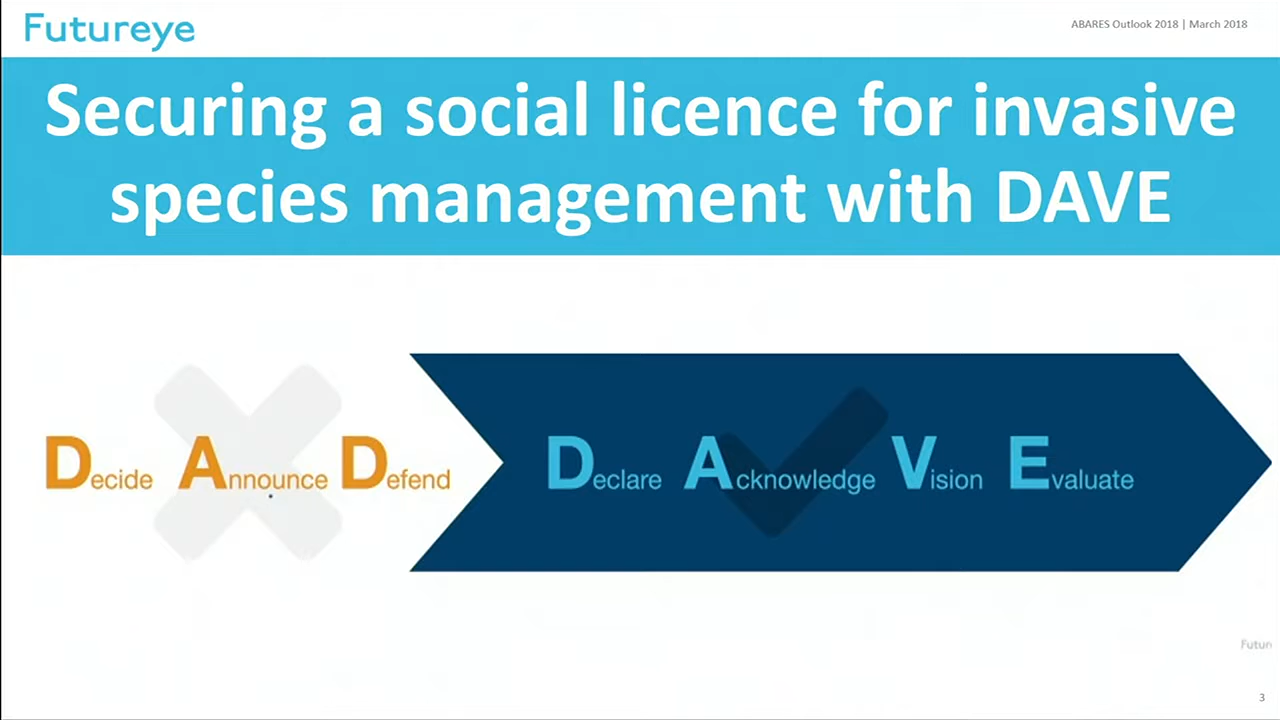 Futureye
ABARES Outlook 2018 | March 2018
Securing a social licence for invasive
species management with DAVE
Decide Announce Defend
Declare Acknowledge Vision Evaluate
Futur
3